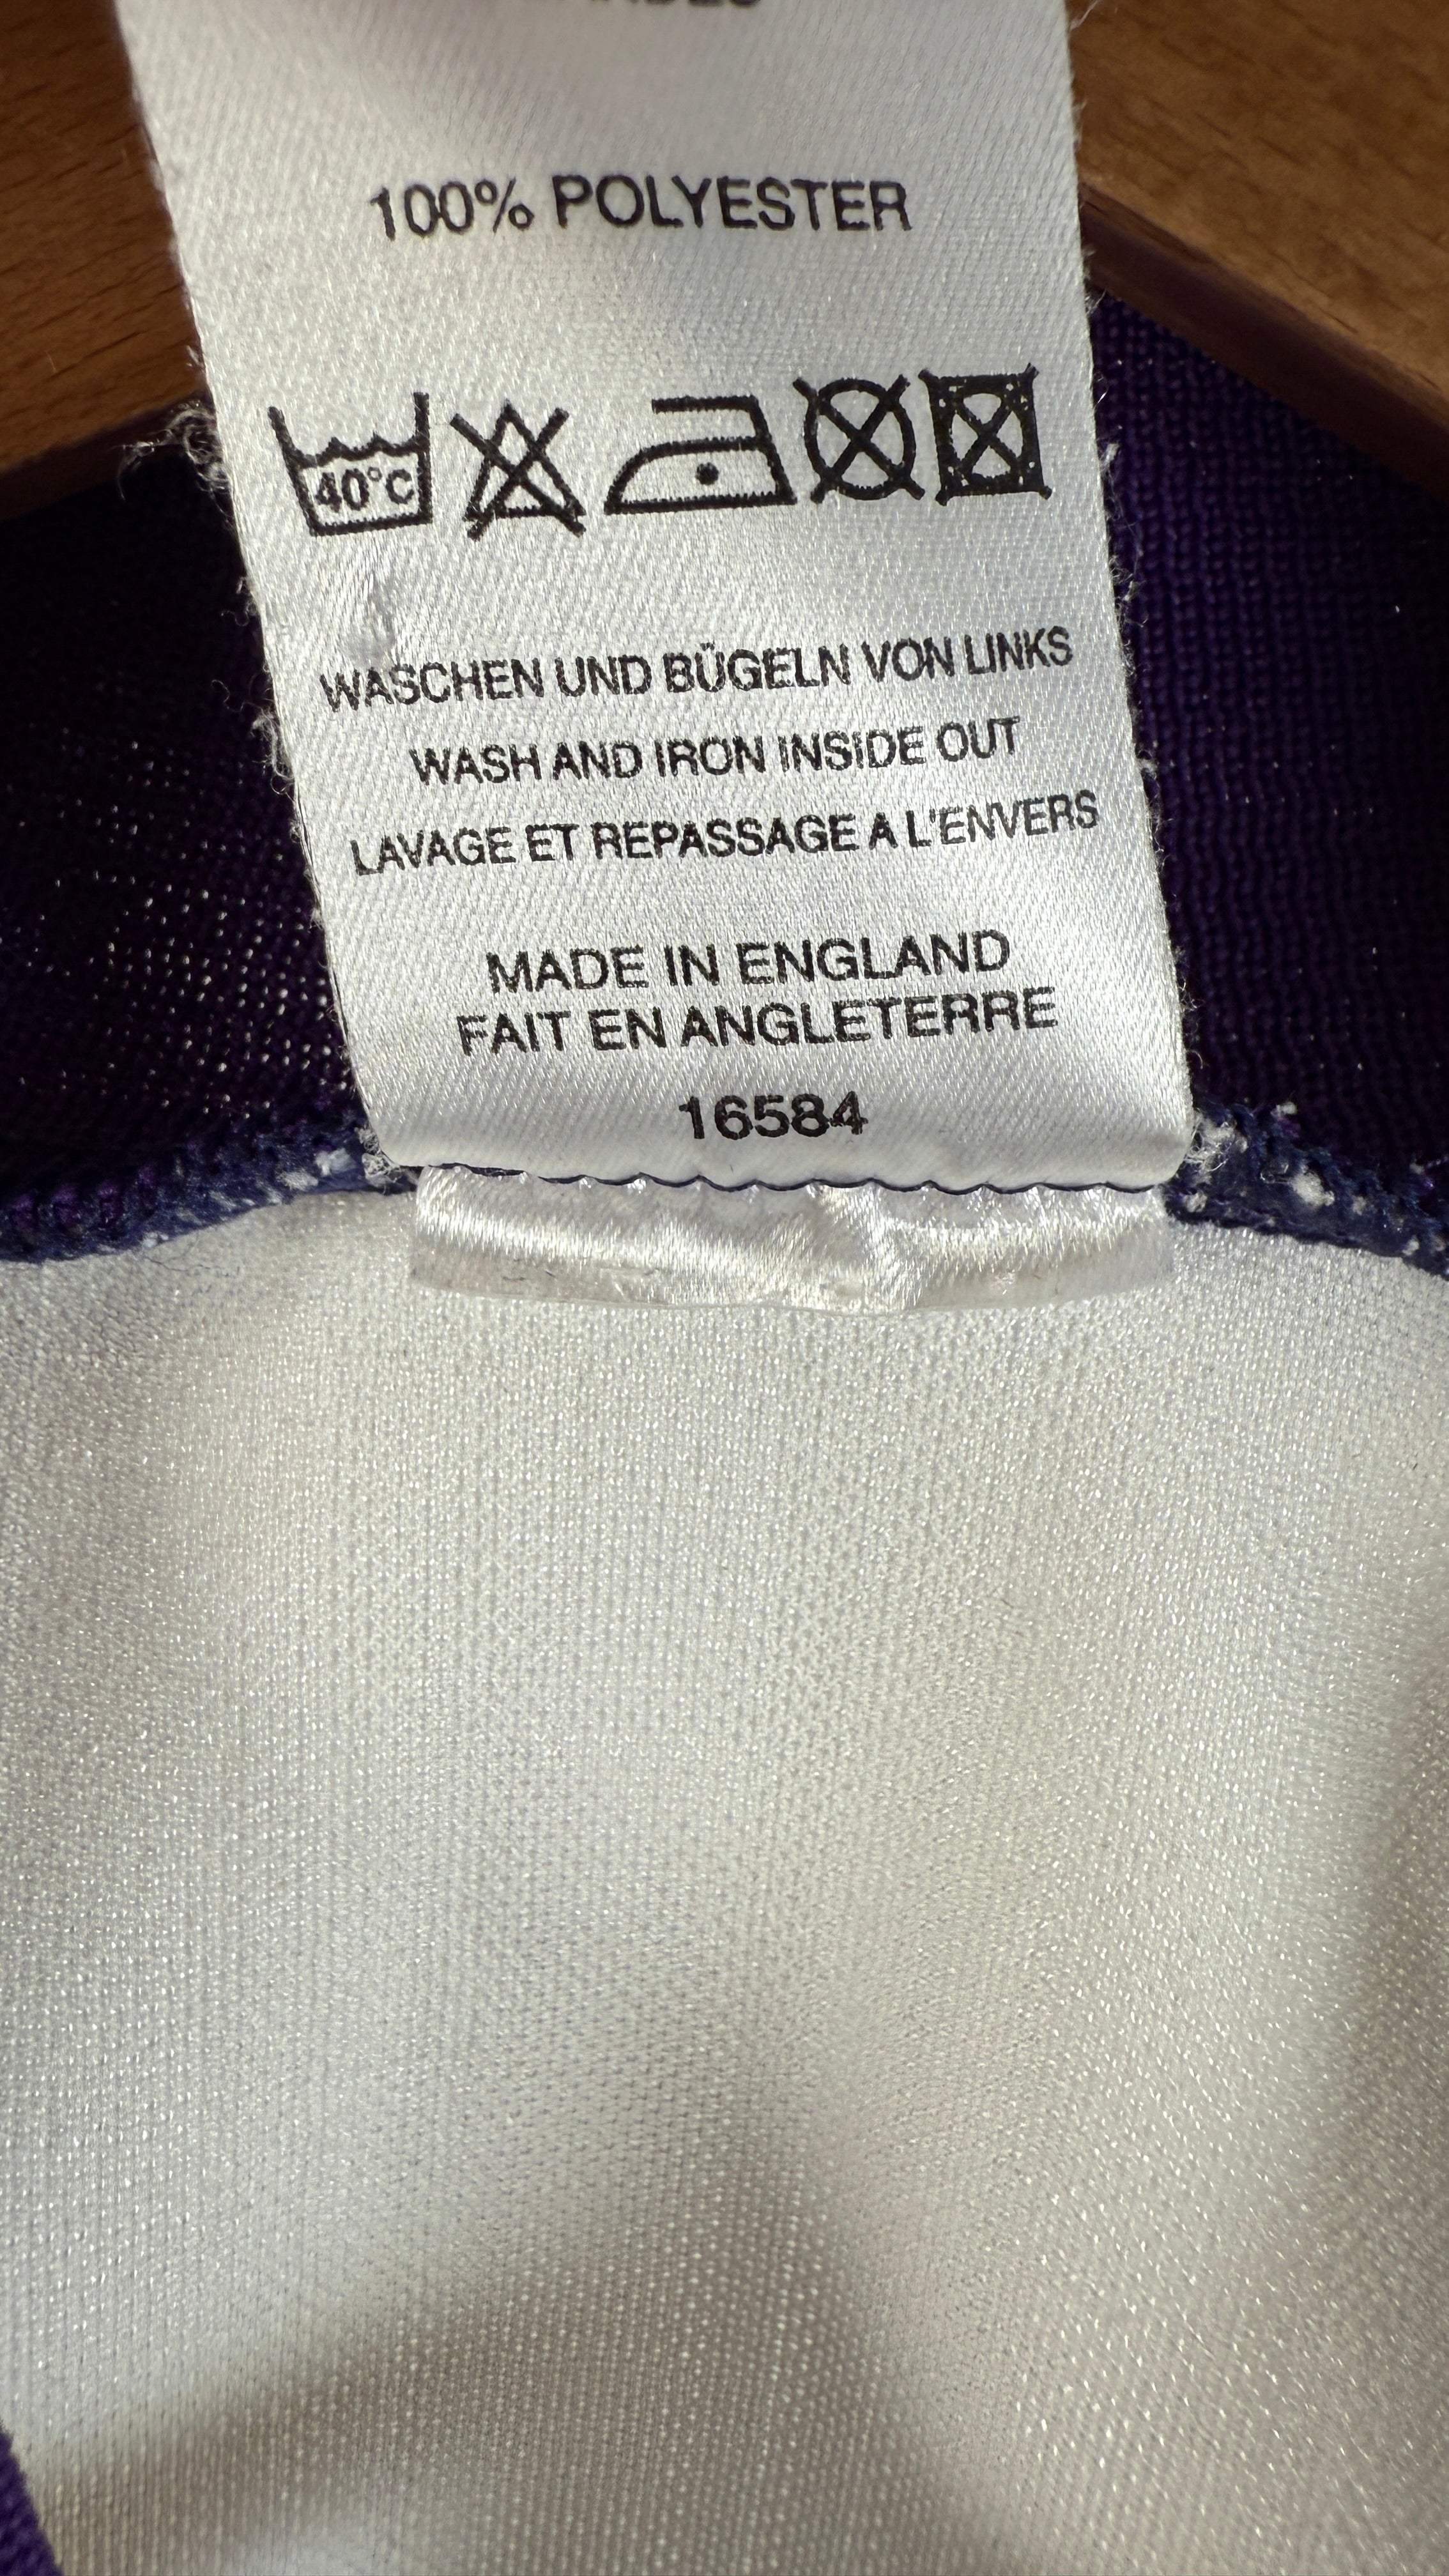 100% POLYESTER
40°C
WASCHEN UND BÜGELN VON LINKS
WASH AND IRON INSIDE OUT
LAVAGE ET REPASSAGE A L'ENVERS
MADE IN ENGLAND
FAIT EN ANGLETERRE
16584